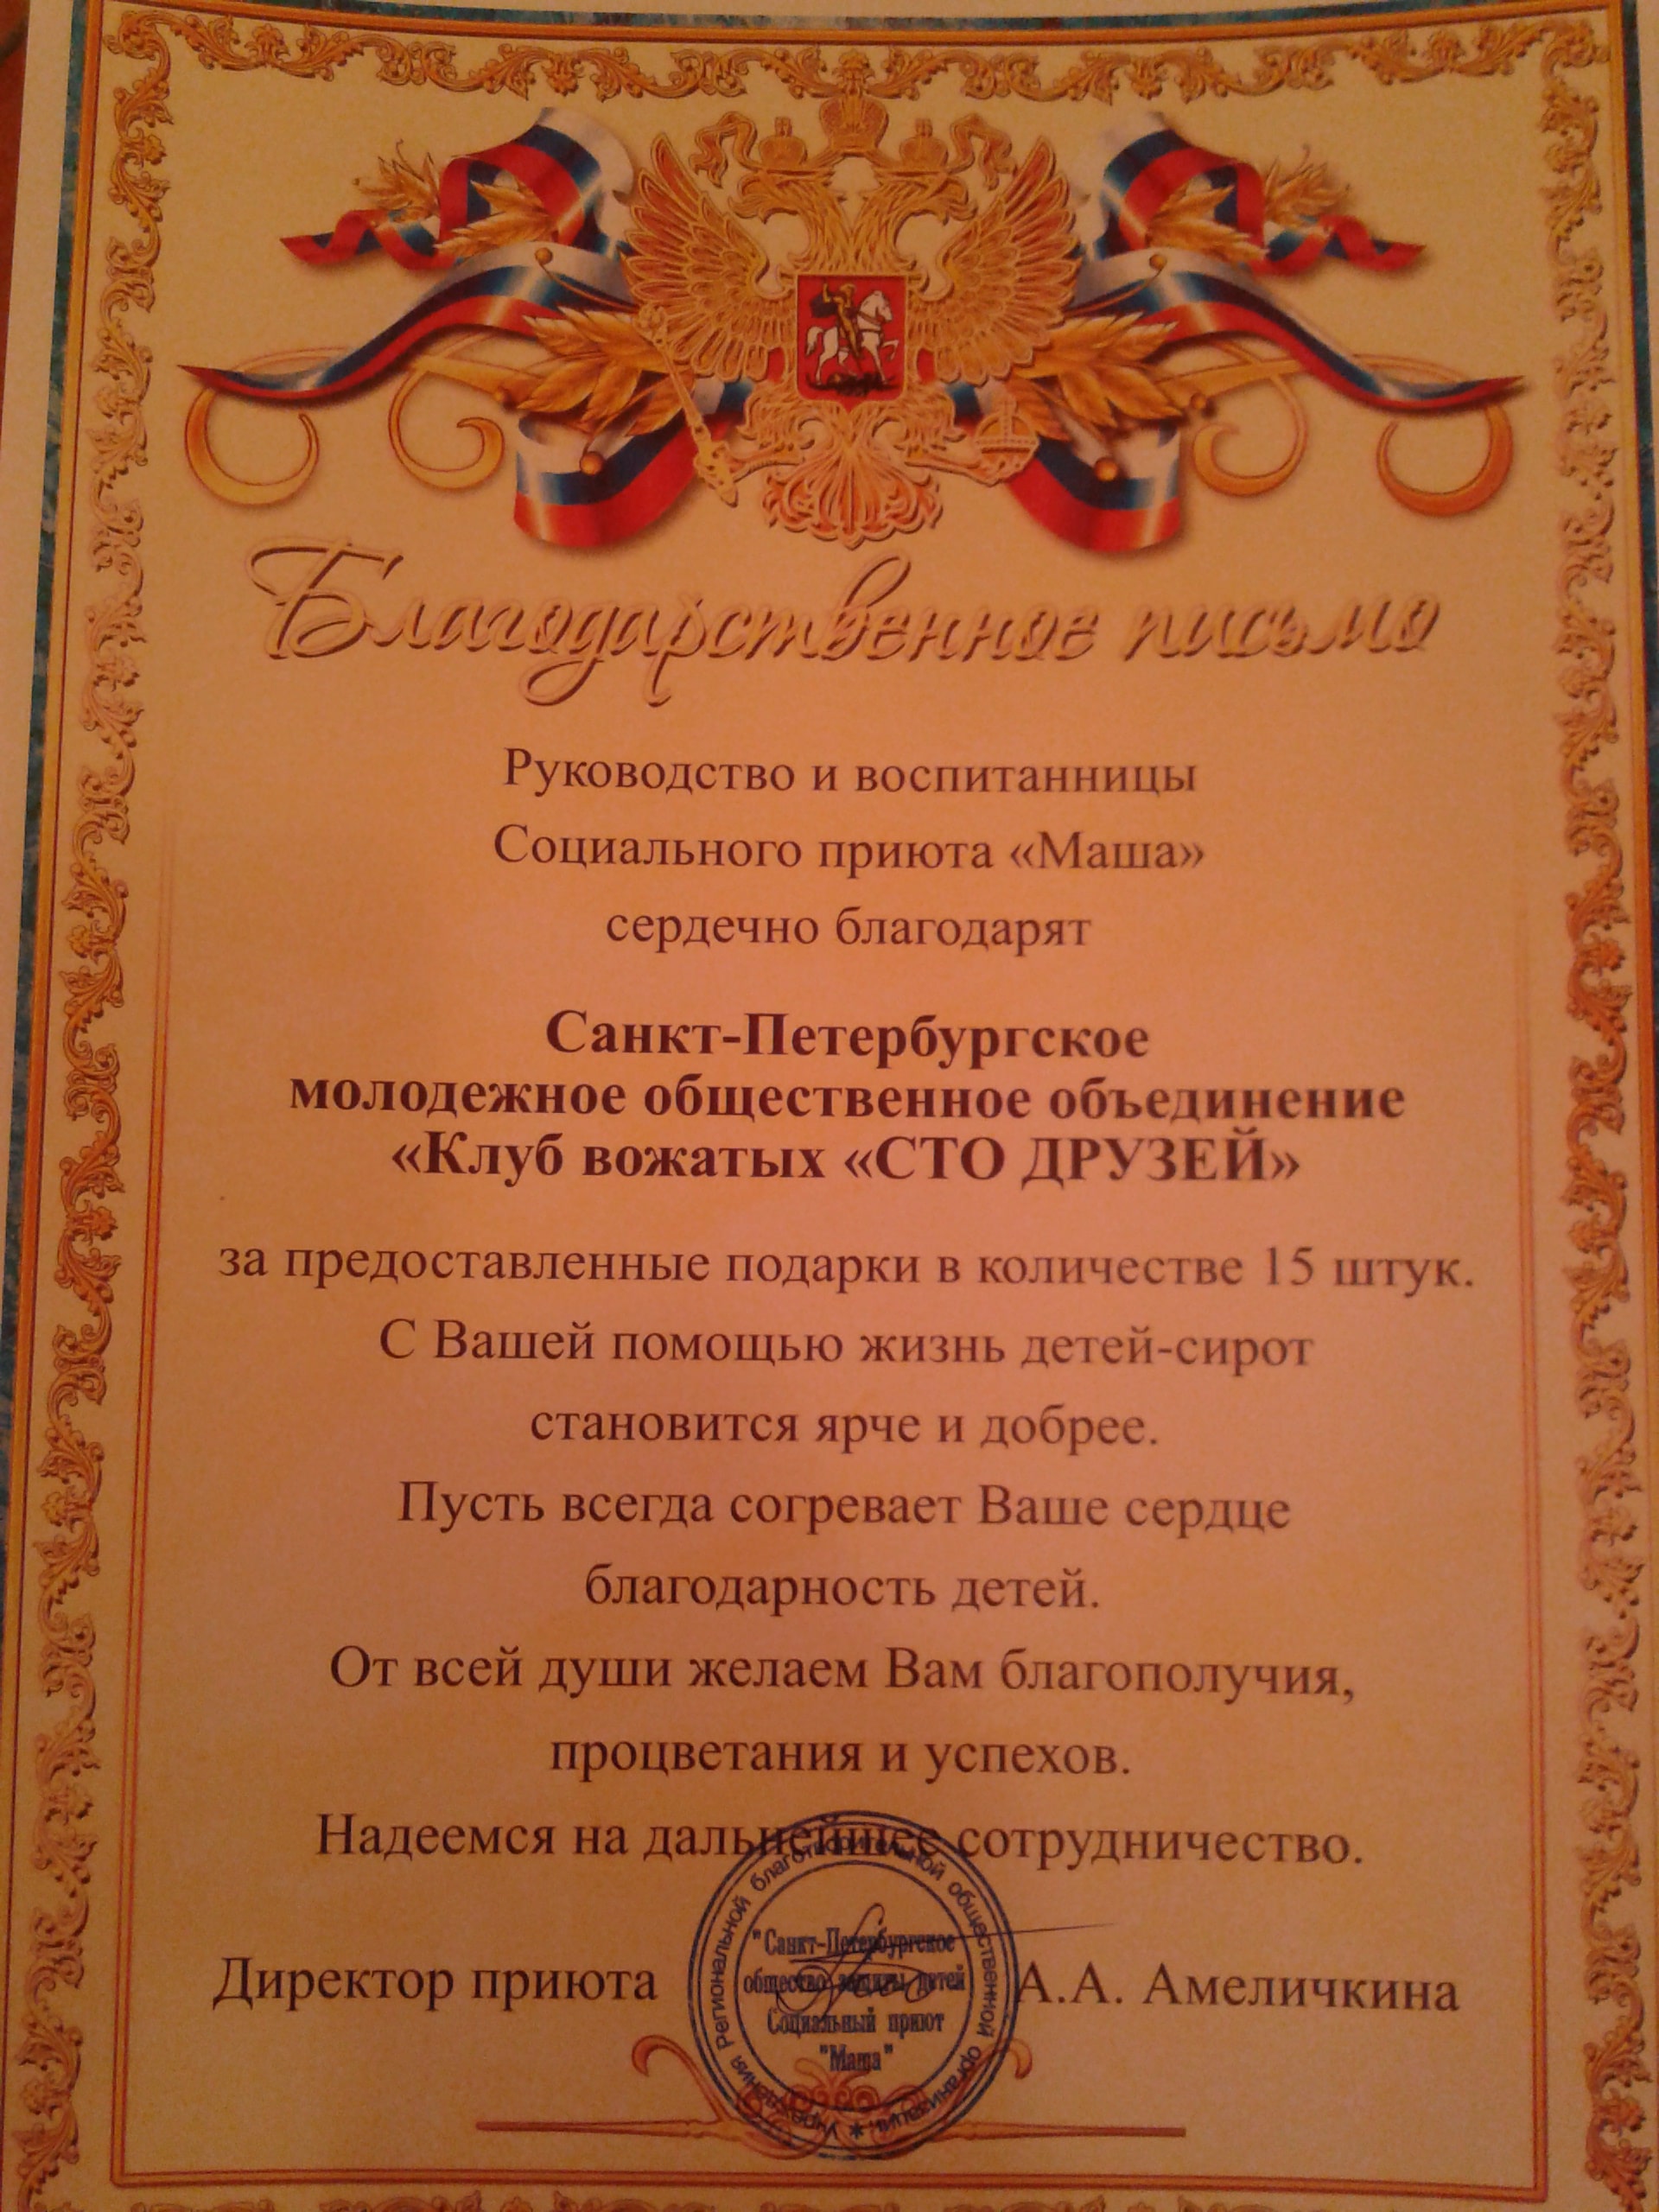 Благодарственное письмо
Руководство и воспитанницы
Социального приюта «Маша»
сердечно благодарят
Санкт-Петербургское
молодежное общественное объединение
«Клуб вожатых «СТО ДРУЗЕЙ»
за предоставленные подарки в количестве 15 штук.
С Вашей помощью жизнь детей-сирот
становится ярче и добрее.
Пусть всегда согревает Ваше сердце
благодарность детей.
От всей души желаем Вам благополучия,
процветания и успехов.
Надеемся на дальнейшее сотрудничество.
Директор приюта А.А. Амеличкина
Учреждения Региональной благотворительной общественной организации *
"Санкт-Петербургское
общество защиты детей
Социальный приют
"Маша"